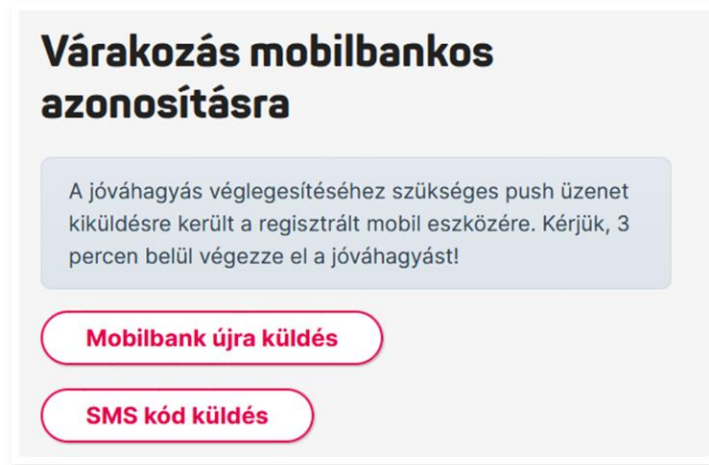 Várakozás mobilbankos
azonosításra
A jóváhagyás véglegesítéséhez szükséges push üzenet
kiküldésre került a regisztrált mobil eszközére. Kérjük, 3
percen belül végezze el a jóváhagyást!
Mobilbank újra küldés
SMS kód küldés